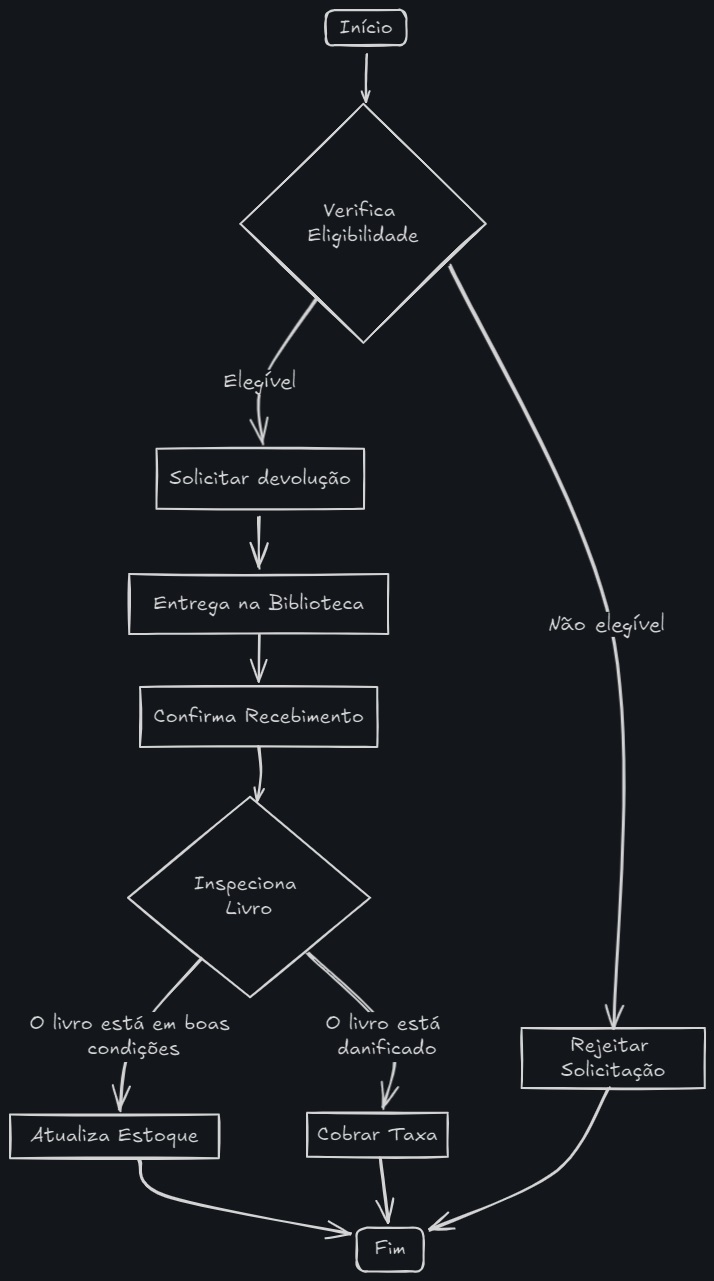 Início
Verifica
Eligibilidade
Elegível
Solicitar devolução
Entrega na Biblioteca
Não elegível
Confirma Recebimento
Inspeciona
Livro
O livro está em boas
condições
O livro está
danificado
Rejeitar
Solicitação
Atualiza Estoque
Cobrar Taxa
Fim